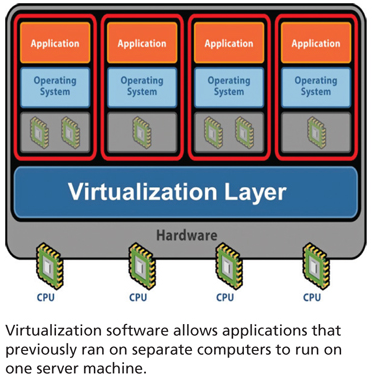 Application Application Application Application
Operating Operating Operating Operating
System System System System
Virtualization Layer
Hardware
CPU CPU CPU CPU
Virtualization software allows applications that
previously ran on separate computers to run on
one server machine.